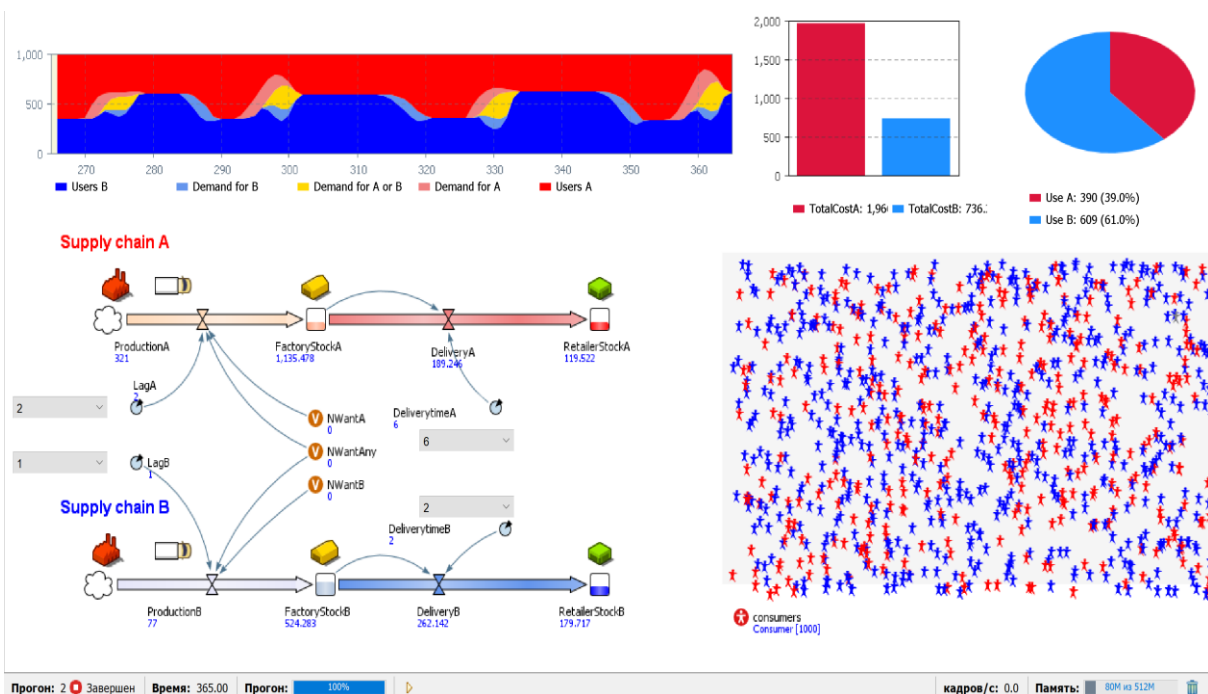 1,000
500
0
270
280
290
300
310
320
330
340
350
360
Users B
Demand for B
Demand for A or B
Demand for A
Users A
2,000
1,500
1,000
500
0
TotalCostA: 1,96
TotalCostB: 736.
Use A: 390 (39.0%)
Use B: 609 (61.0%)
Supply chain A
ProductionA
321
FactoryStockA
1,135.478
DeliveryA
189.246
RetailerStockA
119.522
LagA
2
2
NWantA
0
DeliverytimeA
6
6
NWantAny
0
1
LagB
1
NWantB
0
Supply chain B
2
DeliverytimeB
2
ProductionB
77
FactoryStockB
524.283
DeliveryB
262.142
RetailerStockB
179.717
consumers
Consumer [1000]
Прогон: 2 Завершен Время: 365.00 Прогон: 100% кадров/с: 0.0 Память: 80M из 512M